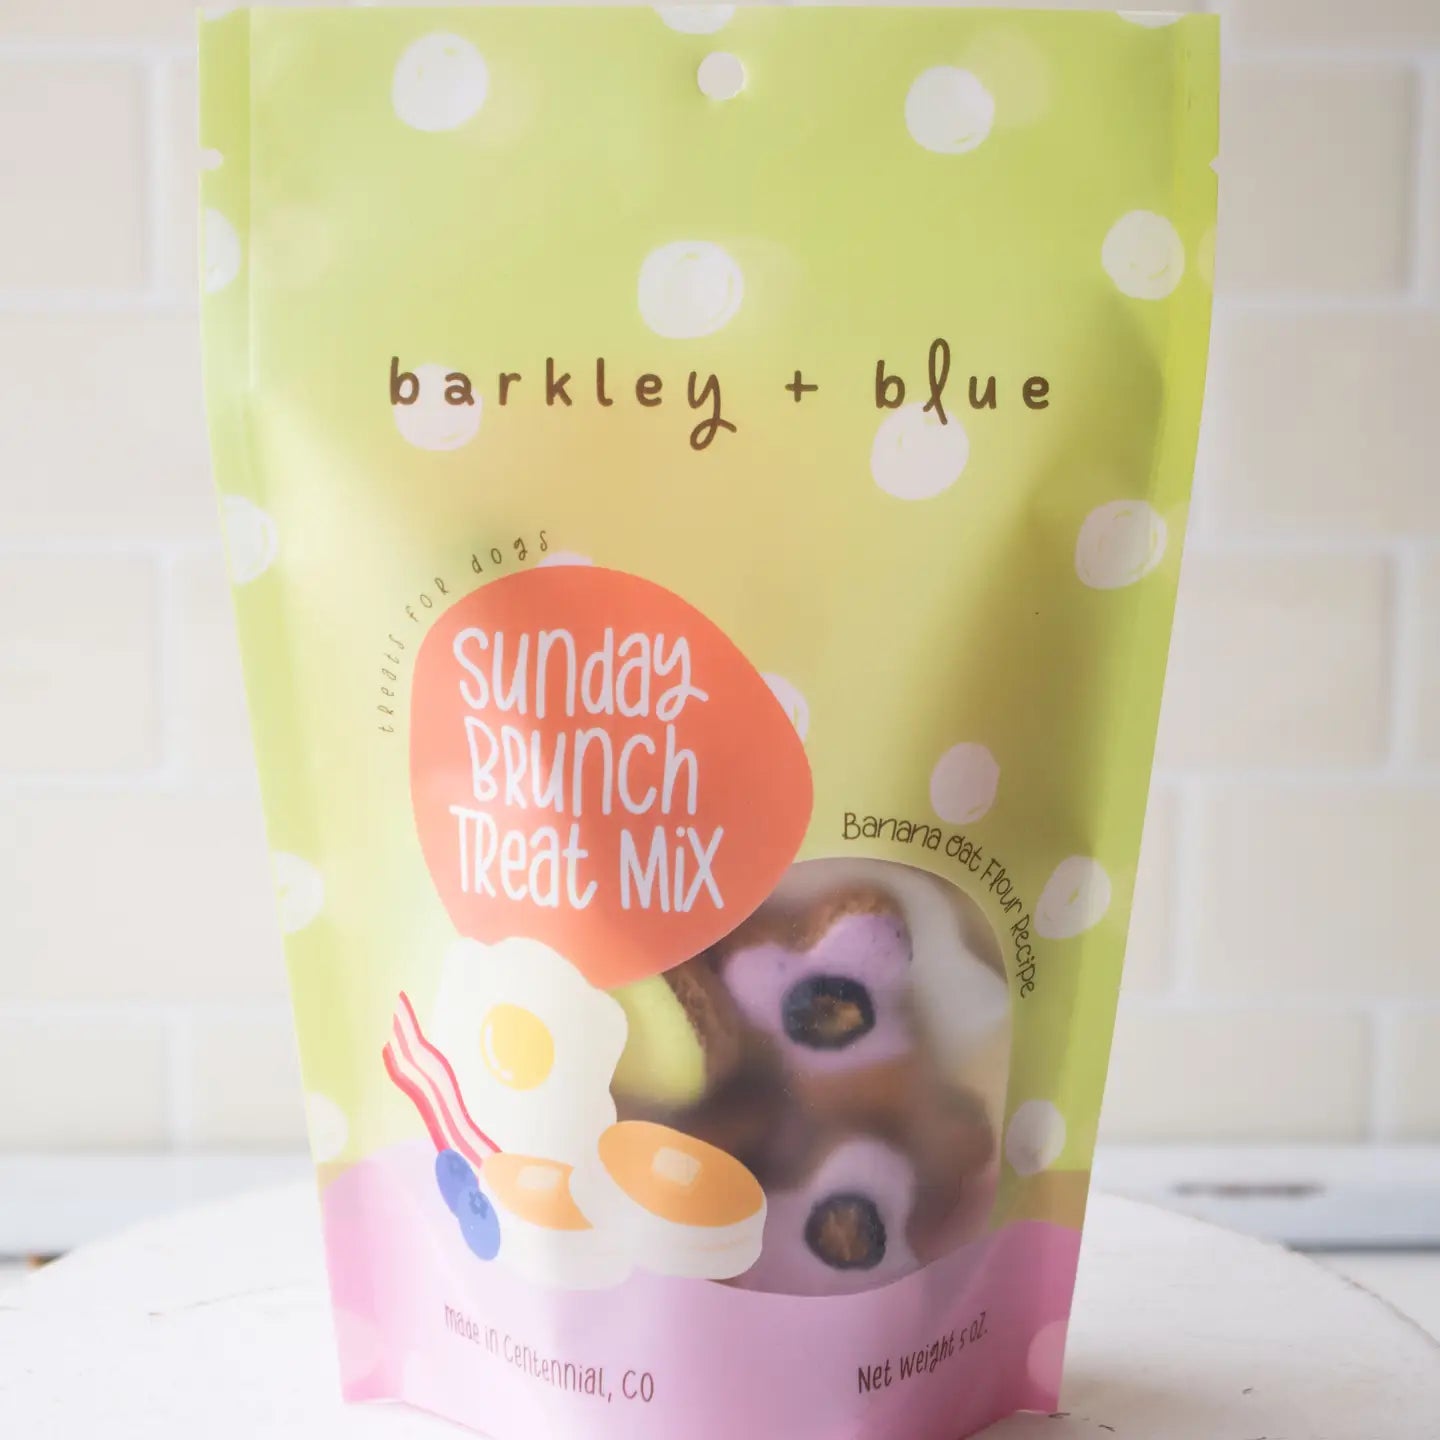 barkley + blue
treats for dogs
Sunday
Brunch
Treat Mix
Banana Oat Flour Recipe
made in Centennial, CO
Net Weight 5 oz.